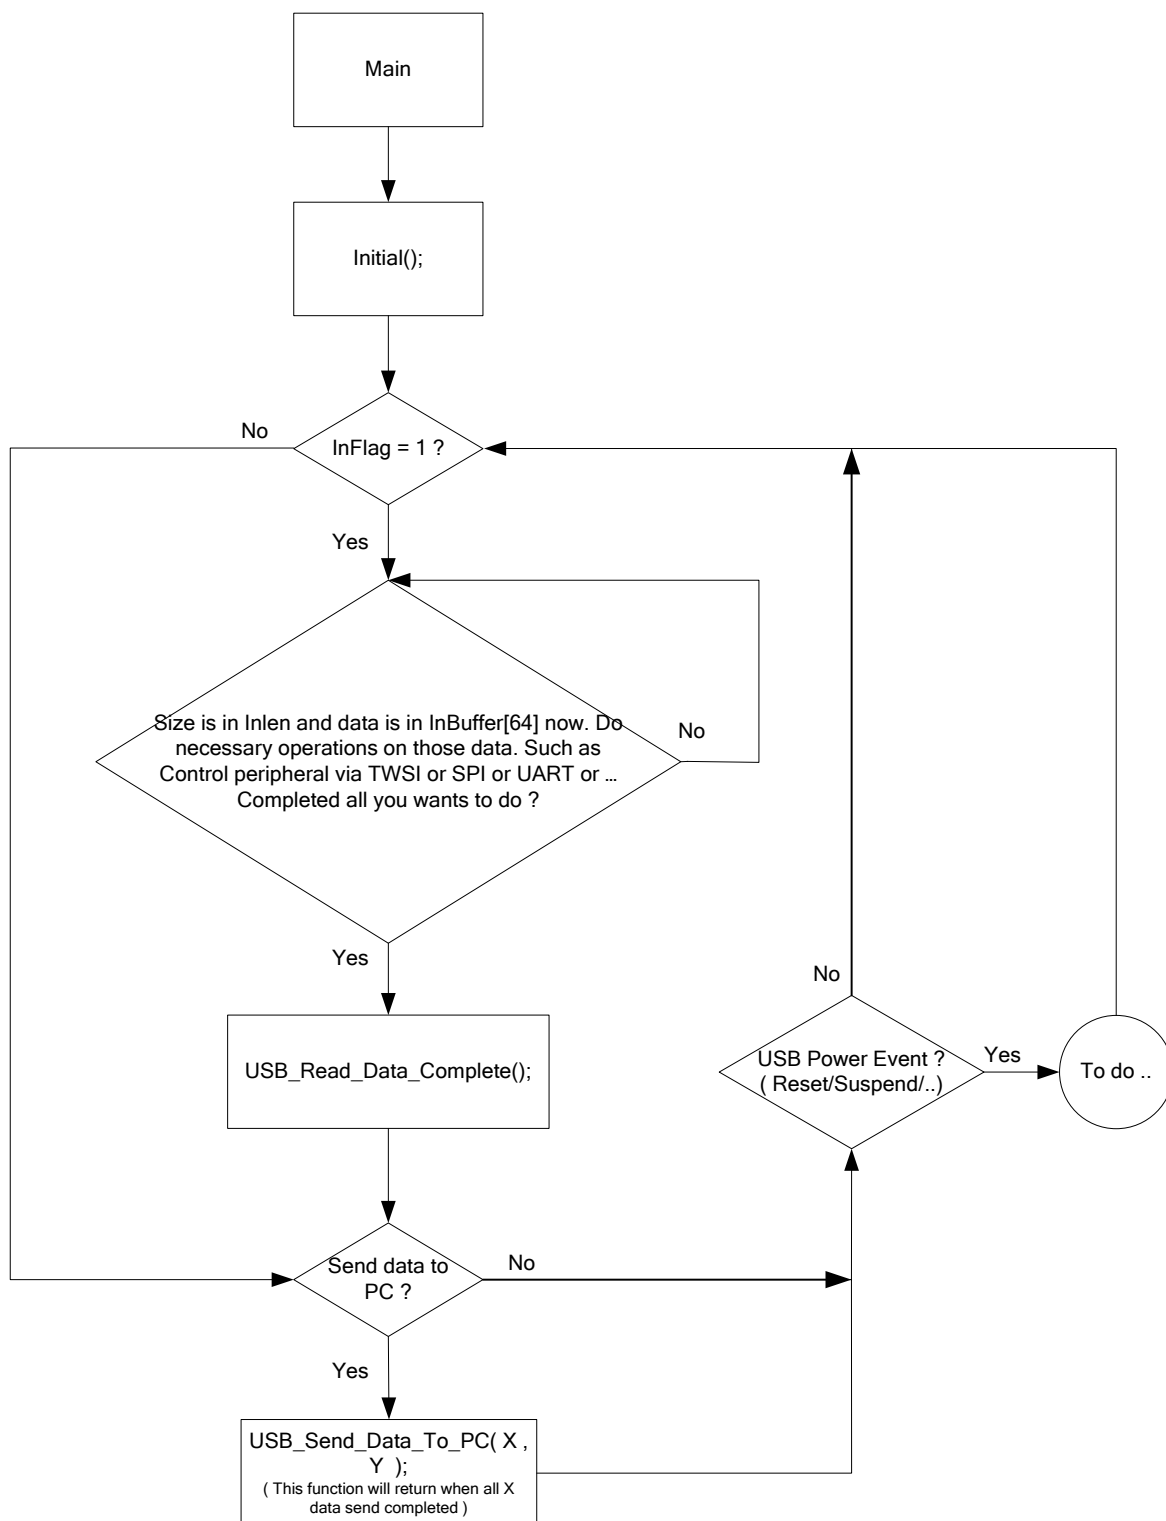 Main
Initial();
No
InFlag = 1 ?
Yes
Size is in Inlen and data is in InBuffer[64] now. Do
necessary operations on those data. Such as
Control peripheral via TWSI or SPI or UART or ...
Completed all you wants to do ?
No
Yes
No
USB_Read_Data_Complete();
USB Power Event ?
( Reset/Suspend/..)
Yes
To do ..
Send data to
PC ?
No
Yes
USB_Send_Data_To_PC( X ,
Y );
( This function will return when all X
data send completed )